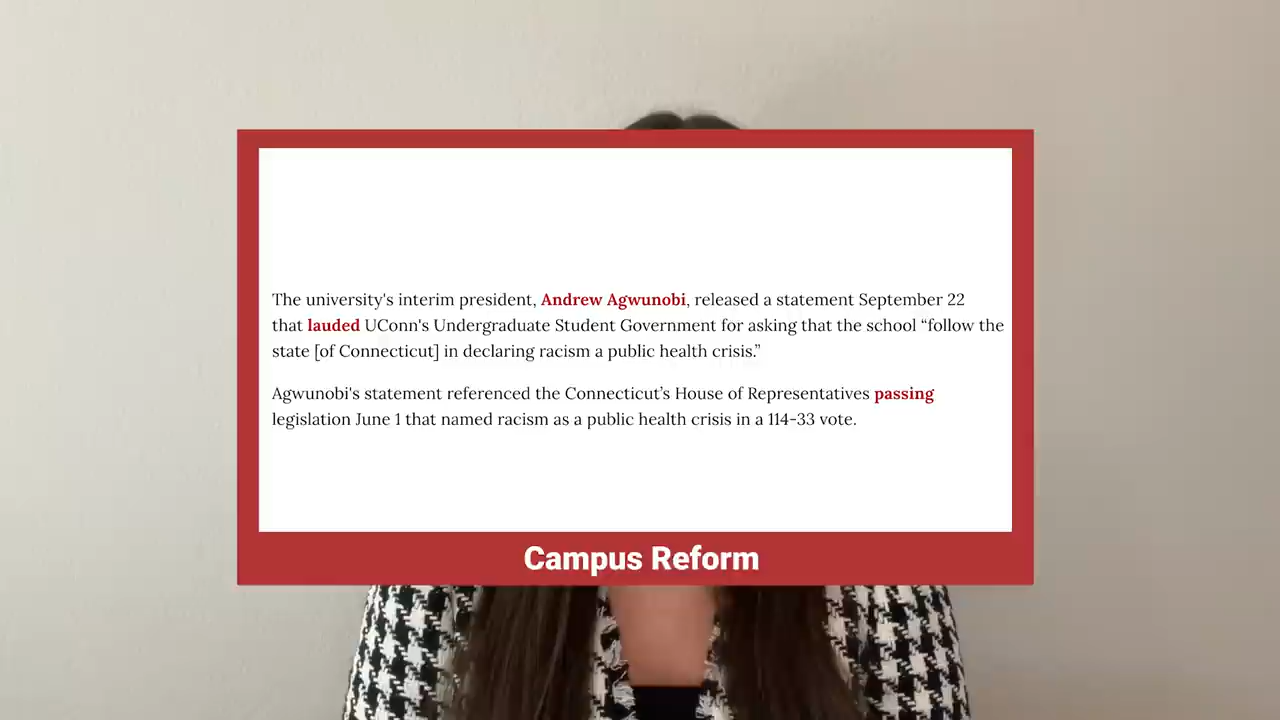 The university's interim president, Andrew Agwunobi, released a statement September 22
that lauded UConn's Undergraduate Student Government for asking that the school “follow the
state [of Connecticut] in declaring racism a public health crisis.”
Agwunobi's statement referenced the Connecticut’s House of Representatives passing
legislation June 1 that named racism as a public health crisis in a 114-33 vote.
Campus Reform